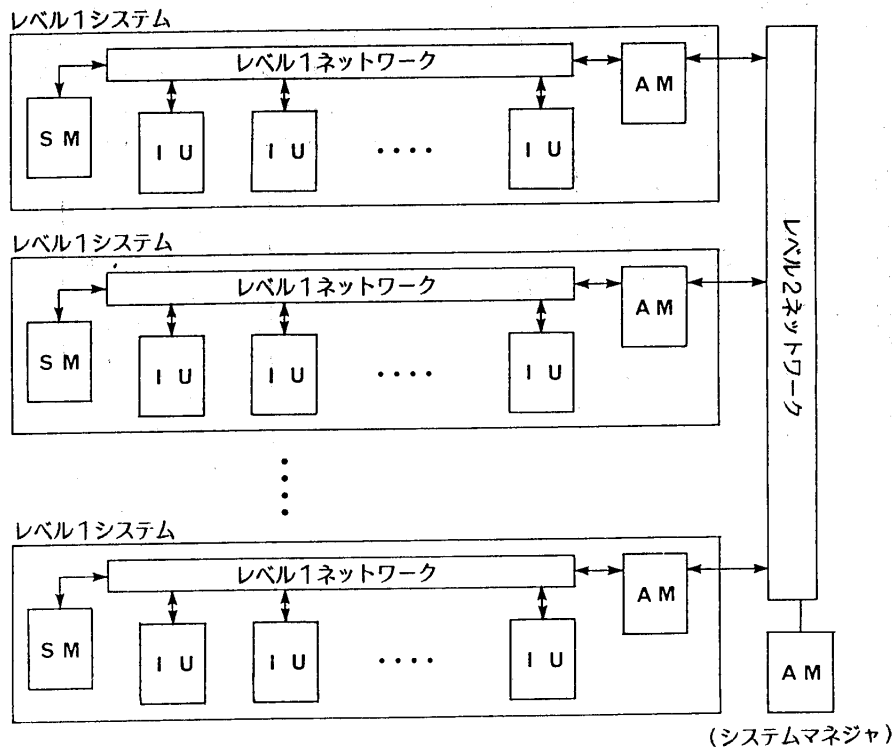 レベル1システム
レベル1ネットワーク
AM
SM
IU
IU
・・・・
IU
レベル1システム
レベル1ネットワーク
AM
SM
IU
IU
・・・・
IU
レベル1システム
レベル1ネットワーク
AM
SM
IU
IU
・・・・
IU
レベル2ネットワーク
AM
(システムマネジャ)